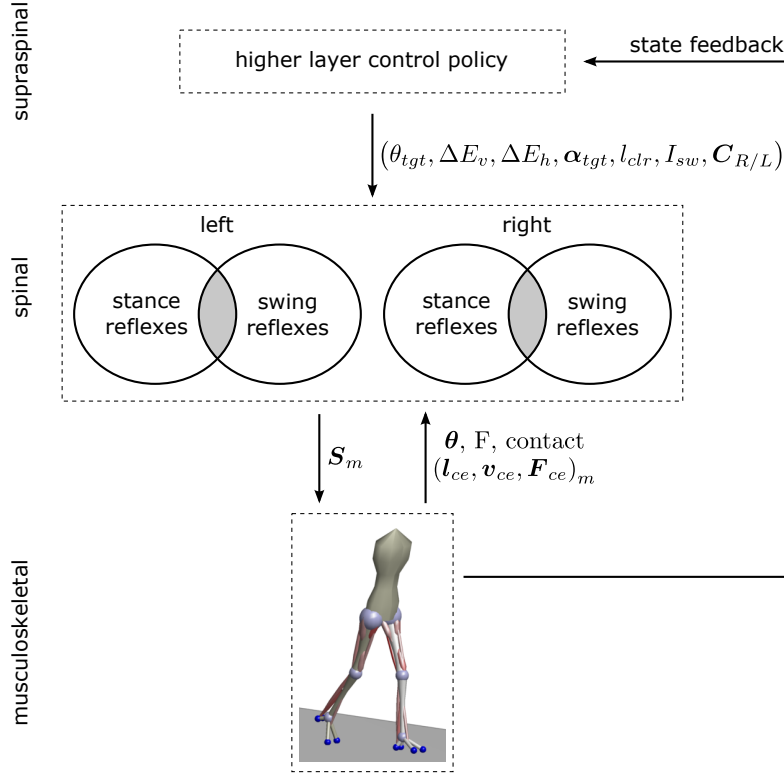 supraspinal
higher layer control policy
state feedback
(θ_tgt, ΔE_v, ΔE_h, α_tgt, l_clr, I_sw, C_R/L)
spinal
left
right
stance
reflexes
swing
reflexes
stance
reflexes
swing
reflexes
S_m
θ, F, contact
(l_ce, v_ce, F_ce)_m
musculoskeletal